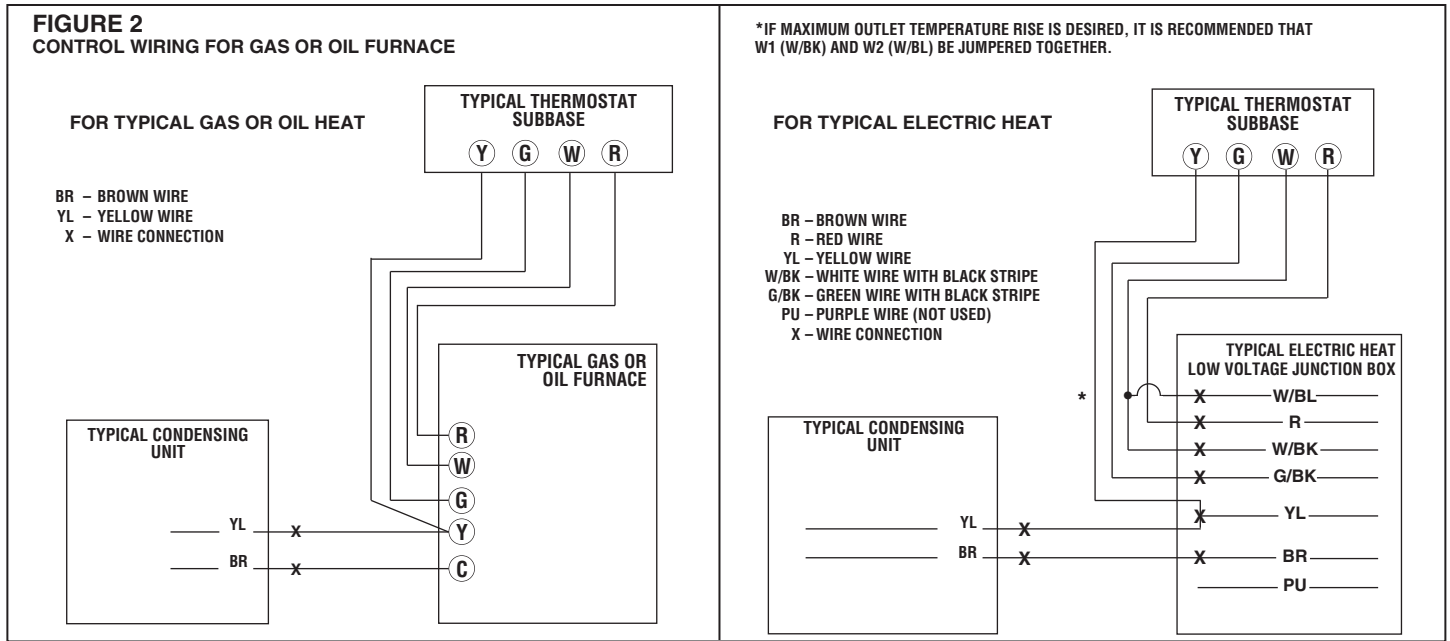 FIGURE 2
CONTROL WIRING FOR GAS OR OIL FURNACE
FOR TYPICAL GAS OR OIL HEAT
TYPICAL THERMOSTAT
SUBBASE
Y G W R
BR – BROWN WIRE
YL – YELLOW WIRE
X – WIRE CONNECTION
TYPICAL GAS OR
OIL FURNACE
R
W
G
Y
C
TYPICAL CONDENSING
UNIT
YL X
BR X
*IF MAXIMUM OUTLET TEMPERATURE RISE IS DESIRED, IT IS RECOMMENDED THAT
W1 (W/BK) AND W2 (W/BL) BE JUMPERED TOGETHER.
FOR TYPICAL ELECTRIC HEAT
TYPICAL THERMOSTAT
SUBBASE
Y G W R
BR – BROWN WIRE
R – RED WIRE
YL – YELLOW WIRE
W/BK – WHITE WIRE WITH BLACK STRIPE
G/BK – GREEN WIRE WITH BLACK STRIPE
PU – PURPLE WIRE (NOT USED)
X – WIRE CONNECTION
TYPICAL ELECTRIC HEAT
LOW VOLTAGE JUNCTION BOX
* X W/BL
X R
X W/BK
X G/BK
X YL
X BR
PU
TYPICAL CONDENSING
UNIT
YL X
BR X